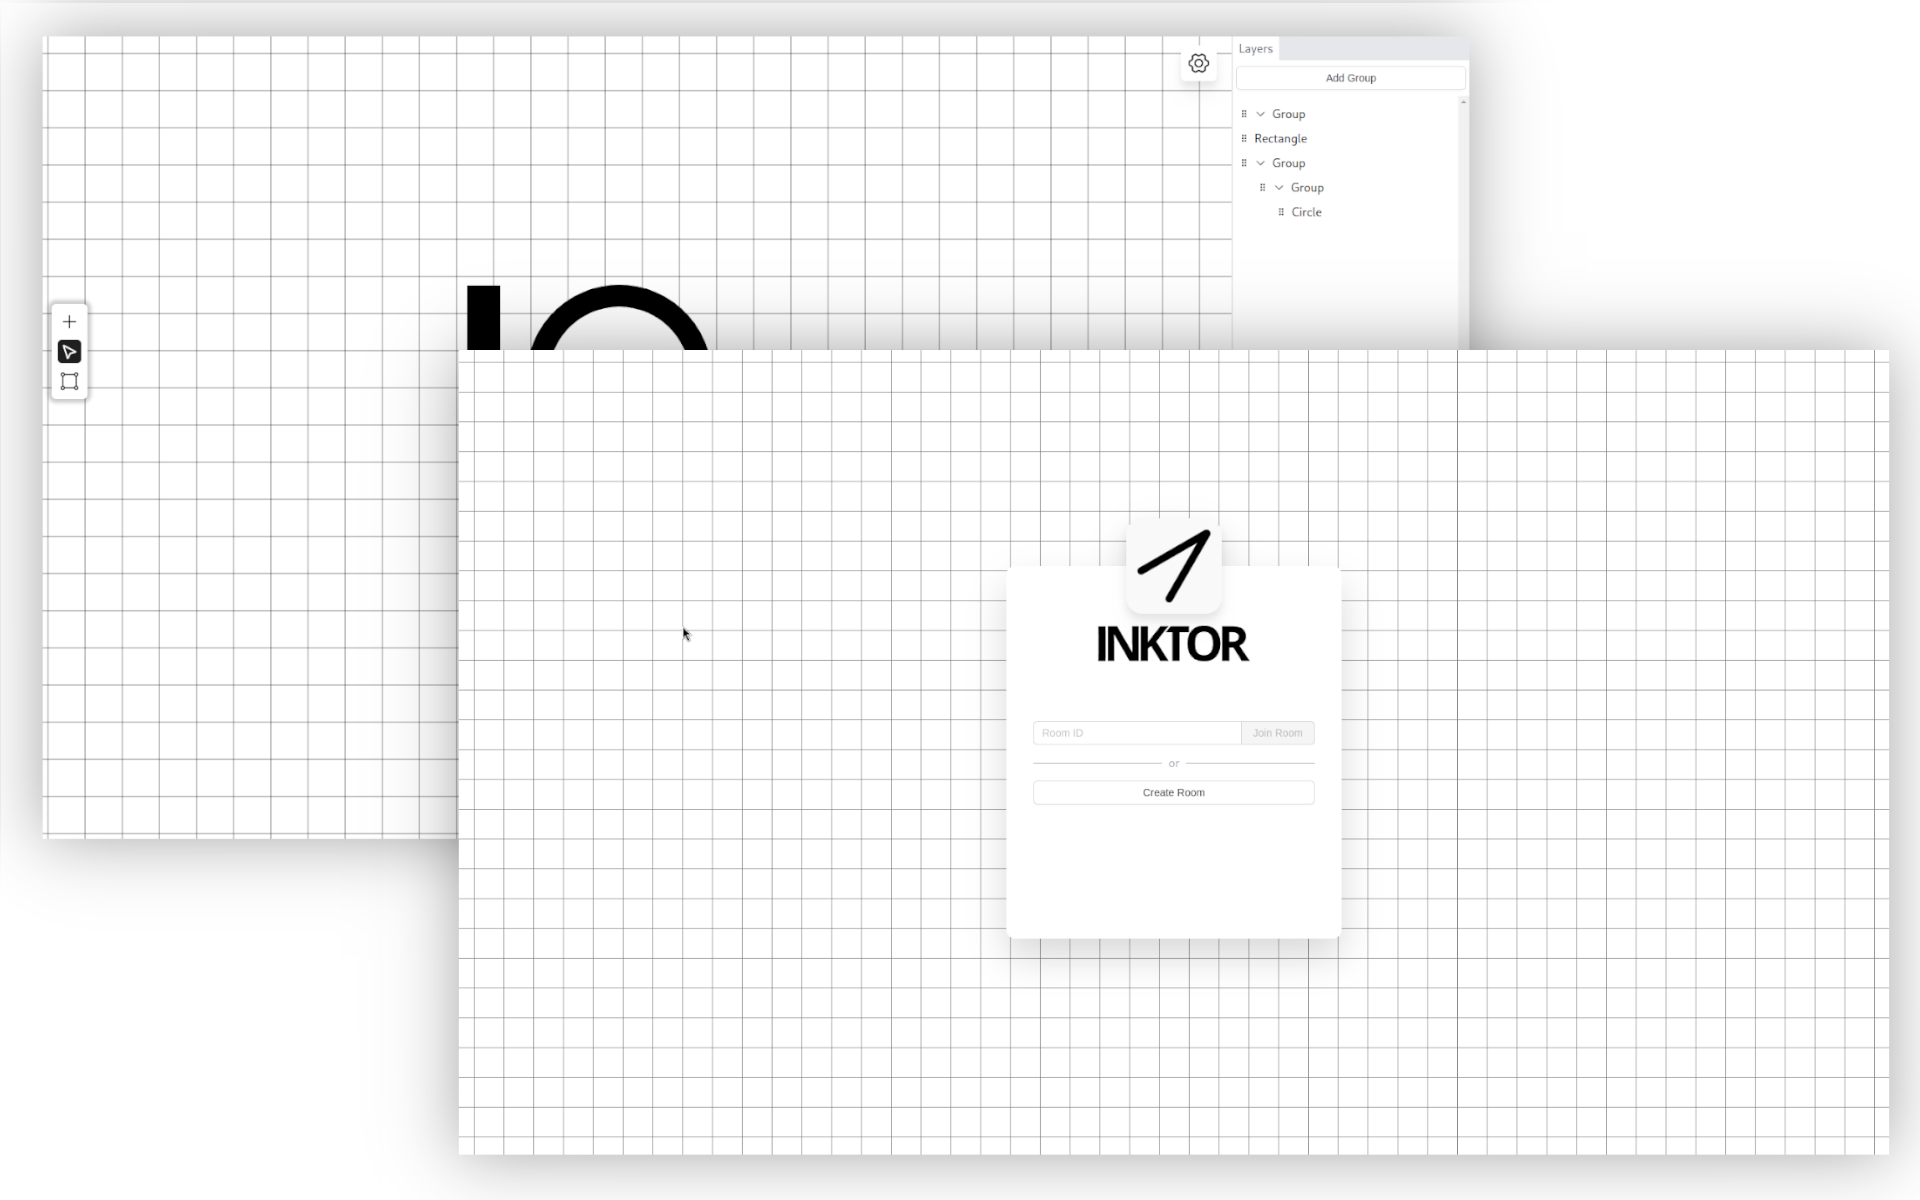 Layers
Add Group
Group
Rectangle
Group
Group
Circle
INKTOR
Room ID
Join Room
or
Create Room